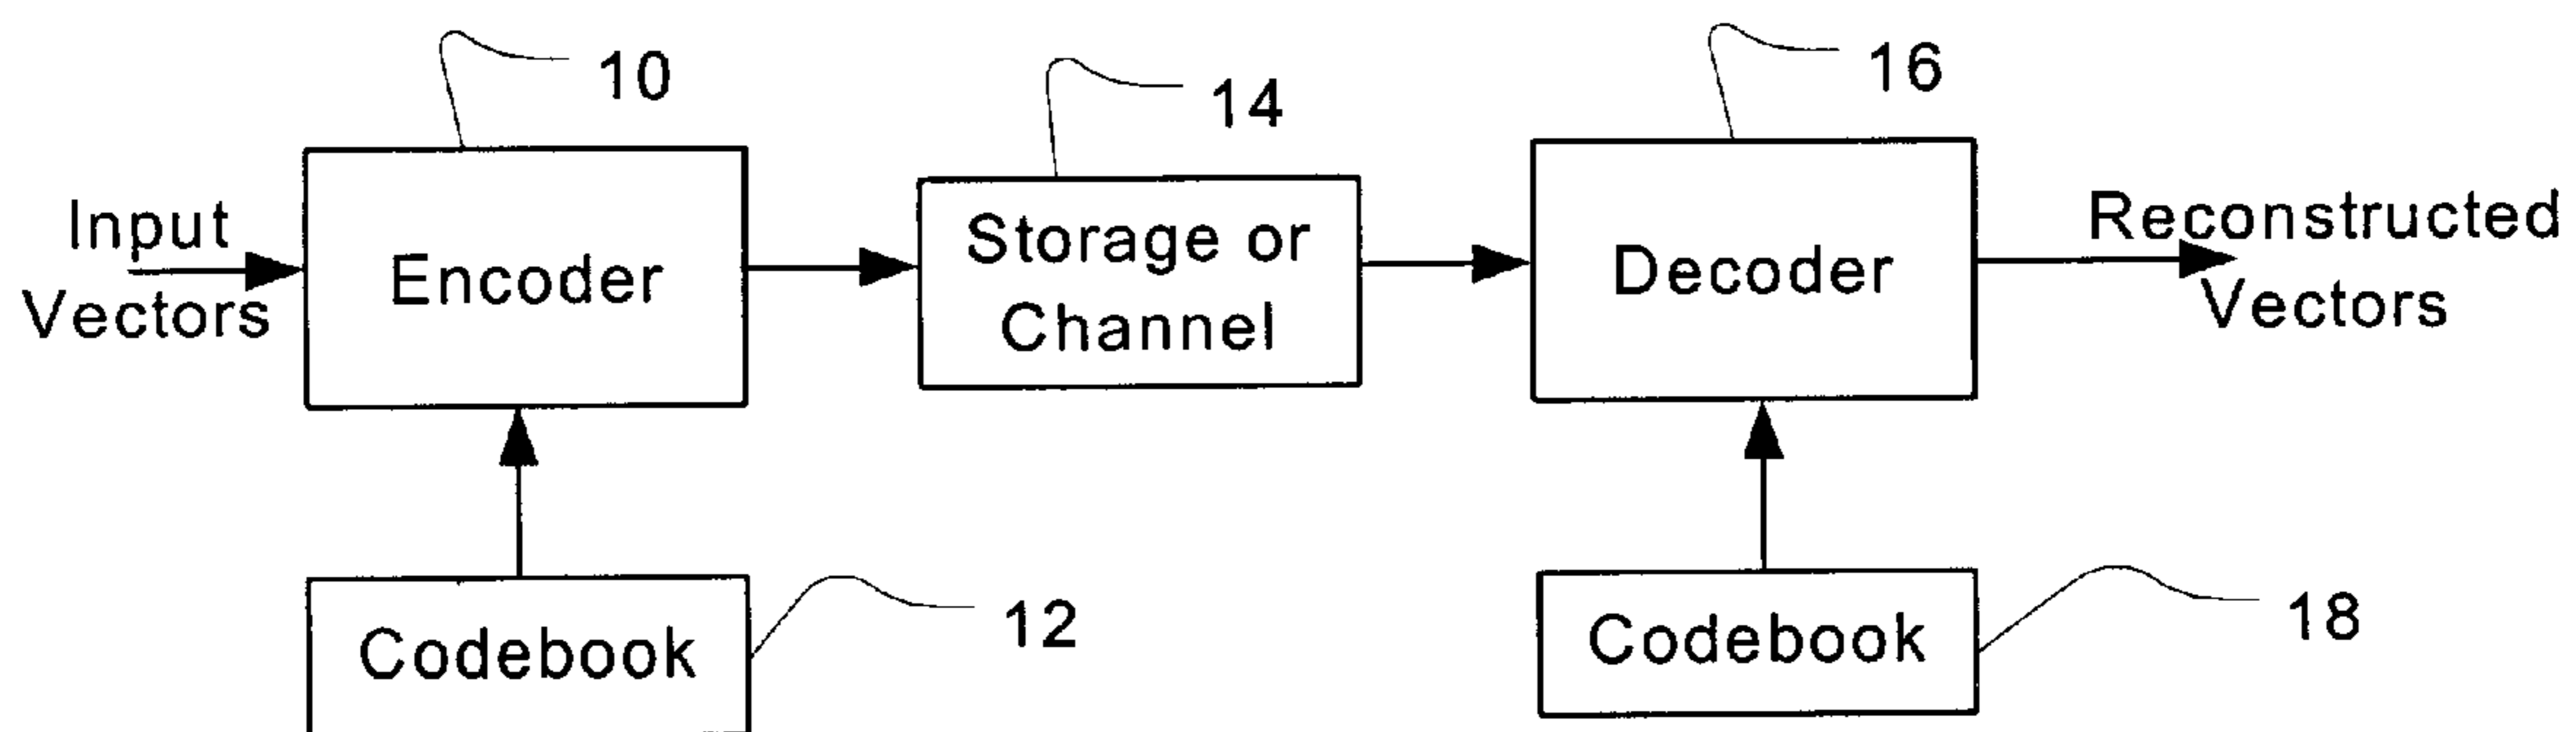 10
14
16
Input
Vectors
Encoder
Storage or
Channel
Decoder
Reconstructed
Vectors
Codebook
12
Codebook
18